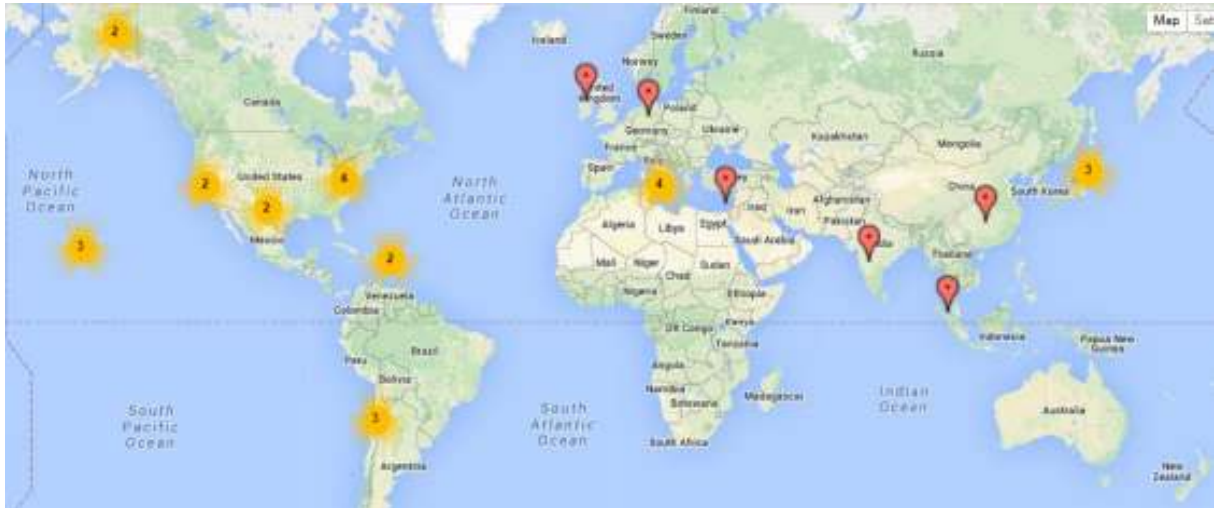 2
Finland
Map
Sat
Iceland
Sweden
Russia
Norway
United
Kingdom
Canada
Poland
Germany
Ukraine
Kazakhstan
Mongolia
France
North
Pacific
Ocean
2
United States
4
North
Atlantic
Ocean
Spain
Italy
4
China
South Korea
3
Afghanistan
Iraq
Iran
Pakistan
2
Mexico
Algeria
Libya
Egypt
Saudi Arabia
3
2
Mali
Niger
Chad
Sudan
Thailand
Venezuela
Nigeria
Ethiopia
Colombia
DR Congo
Kenya
Tanzania
Indonesia
Papua New
Guinea
Peru
Brazil
Bolivia
Angola
Namibia
Botswana
Madagascar
Indian
Ocean
Australia
South
Pacific
Ocean
3
South
Atlantic
Ocean
South Africa
Argentina
New
Zealand